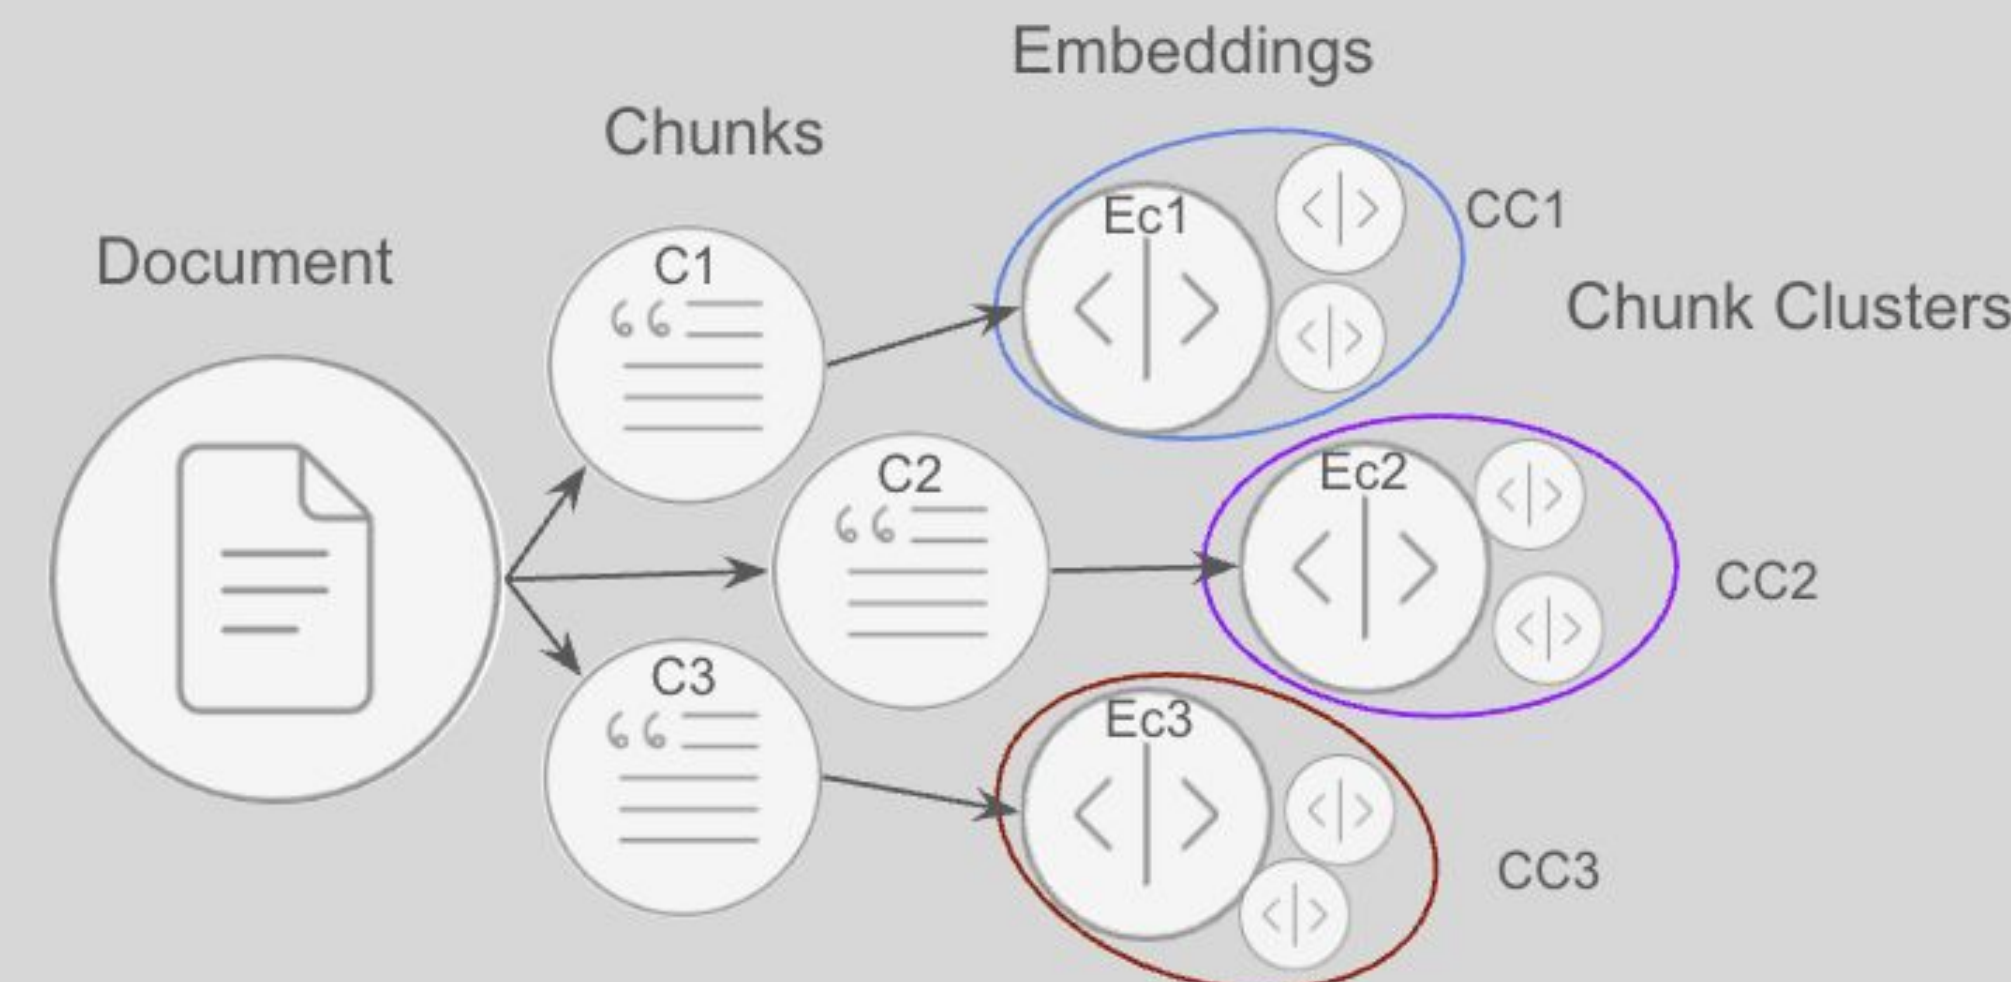 Embeddings
Chunks
Document
Chunk Clusters
C1
Ec1
CC1
C2
Ec2
CC2
C3
Ec3
CC3